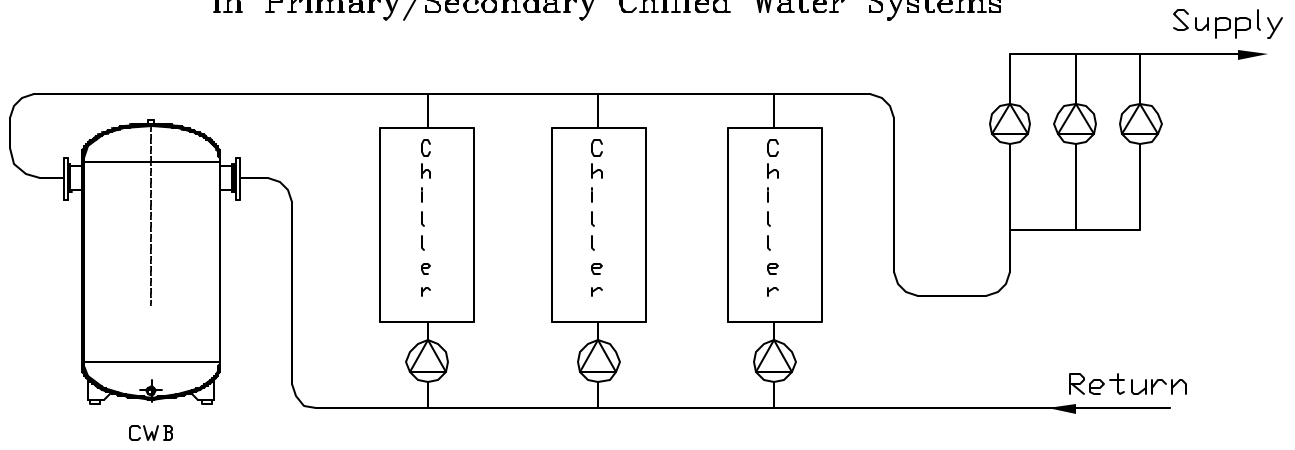 in Primary/Secondary Chilled Water Systems
Supply
Chiller
Chiller
Chiller
Return
CWB